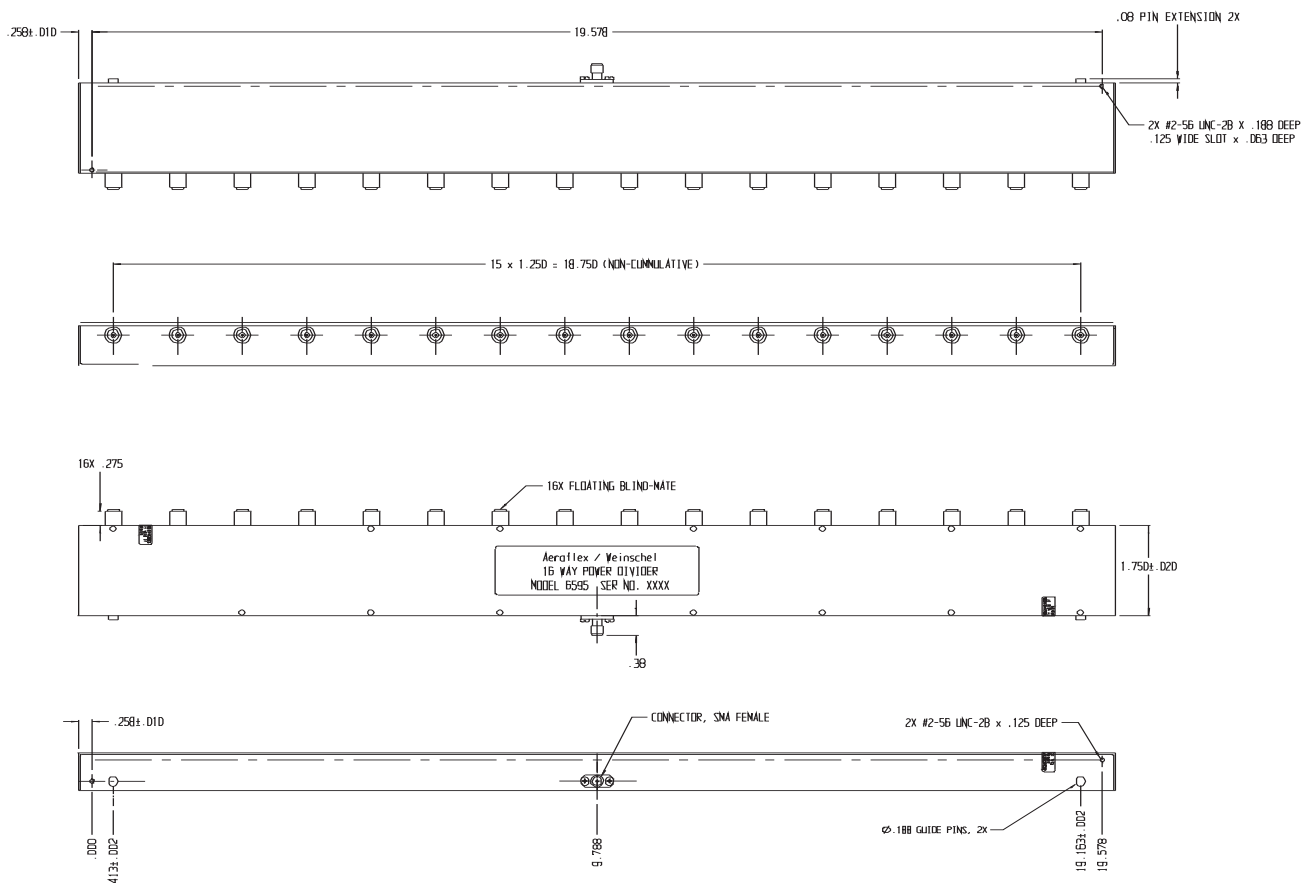 .258±.010
19.578
.08 PIN EXTENSION 2X
2X #2-56 UNC-2B X .188 DEEP
.125 WIDE SLOT x .063 DEEP
15 x 1.250 = 18.750 (NON-CUMMULATIVE)
16X .275
16X FLOATING BLIND-MATE
Aeroflex / Weinschel
16 WAY POWER DIVIDER
MODEL 6595 SER NO. XXXX
1.750±.020
.38
.258±.010
CONNECTOR, SMA FEMALE
2X #2-56 UNC-2B x .125 DEEP
Ø.188 GUIDE PINS, 2X
.000
413±.002
9.788
19.163±.002
19.578